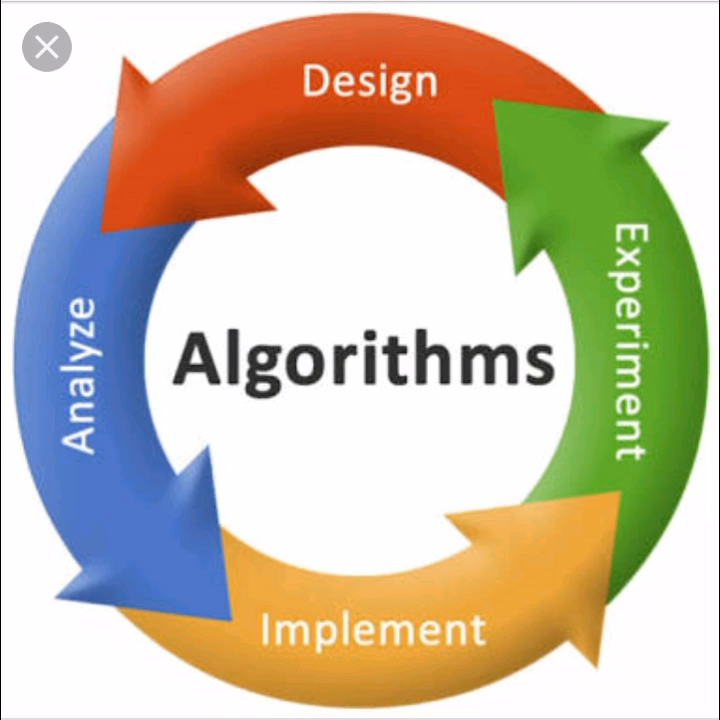 Design
Experiment
Algorithms
Analyze
Implement